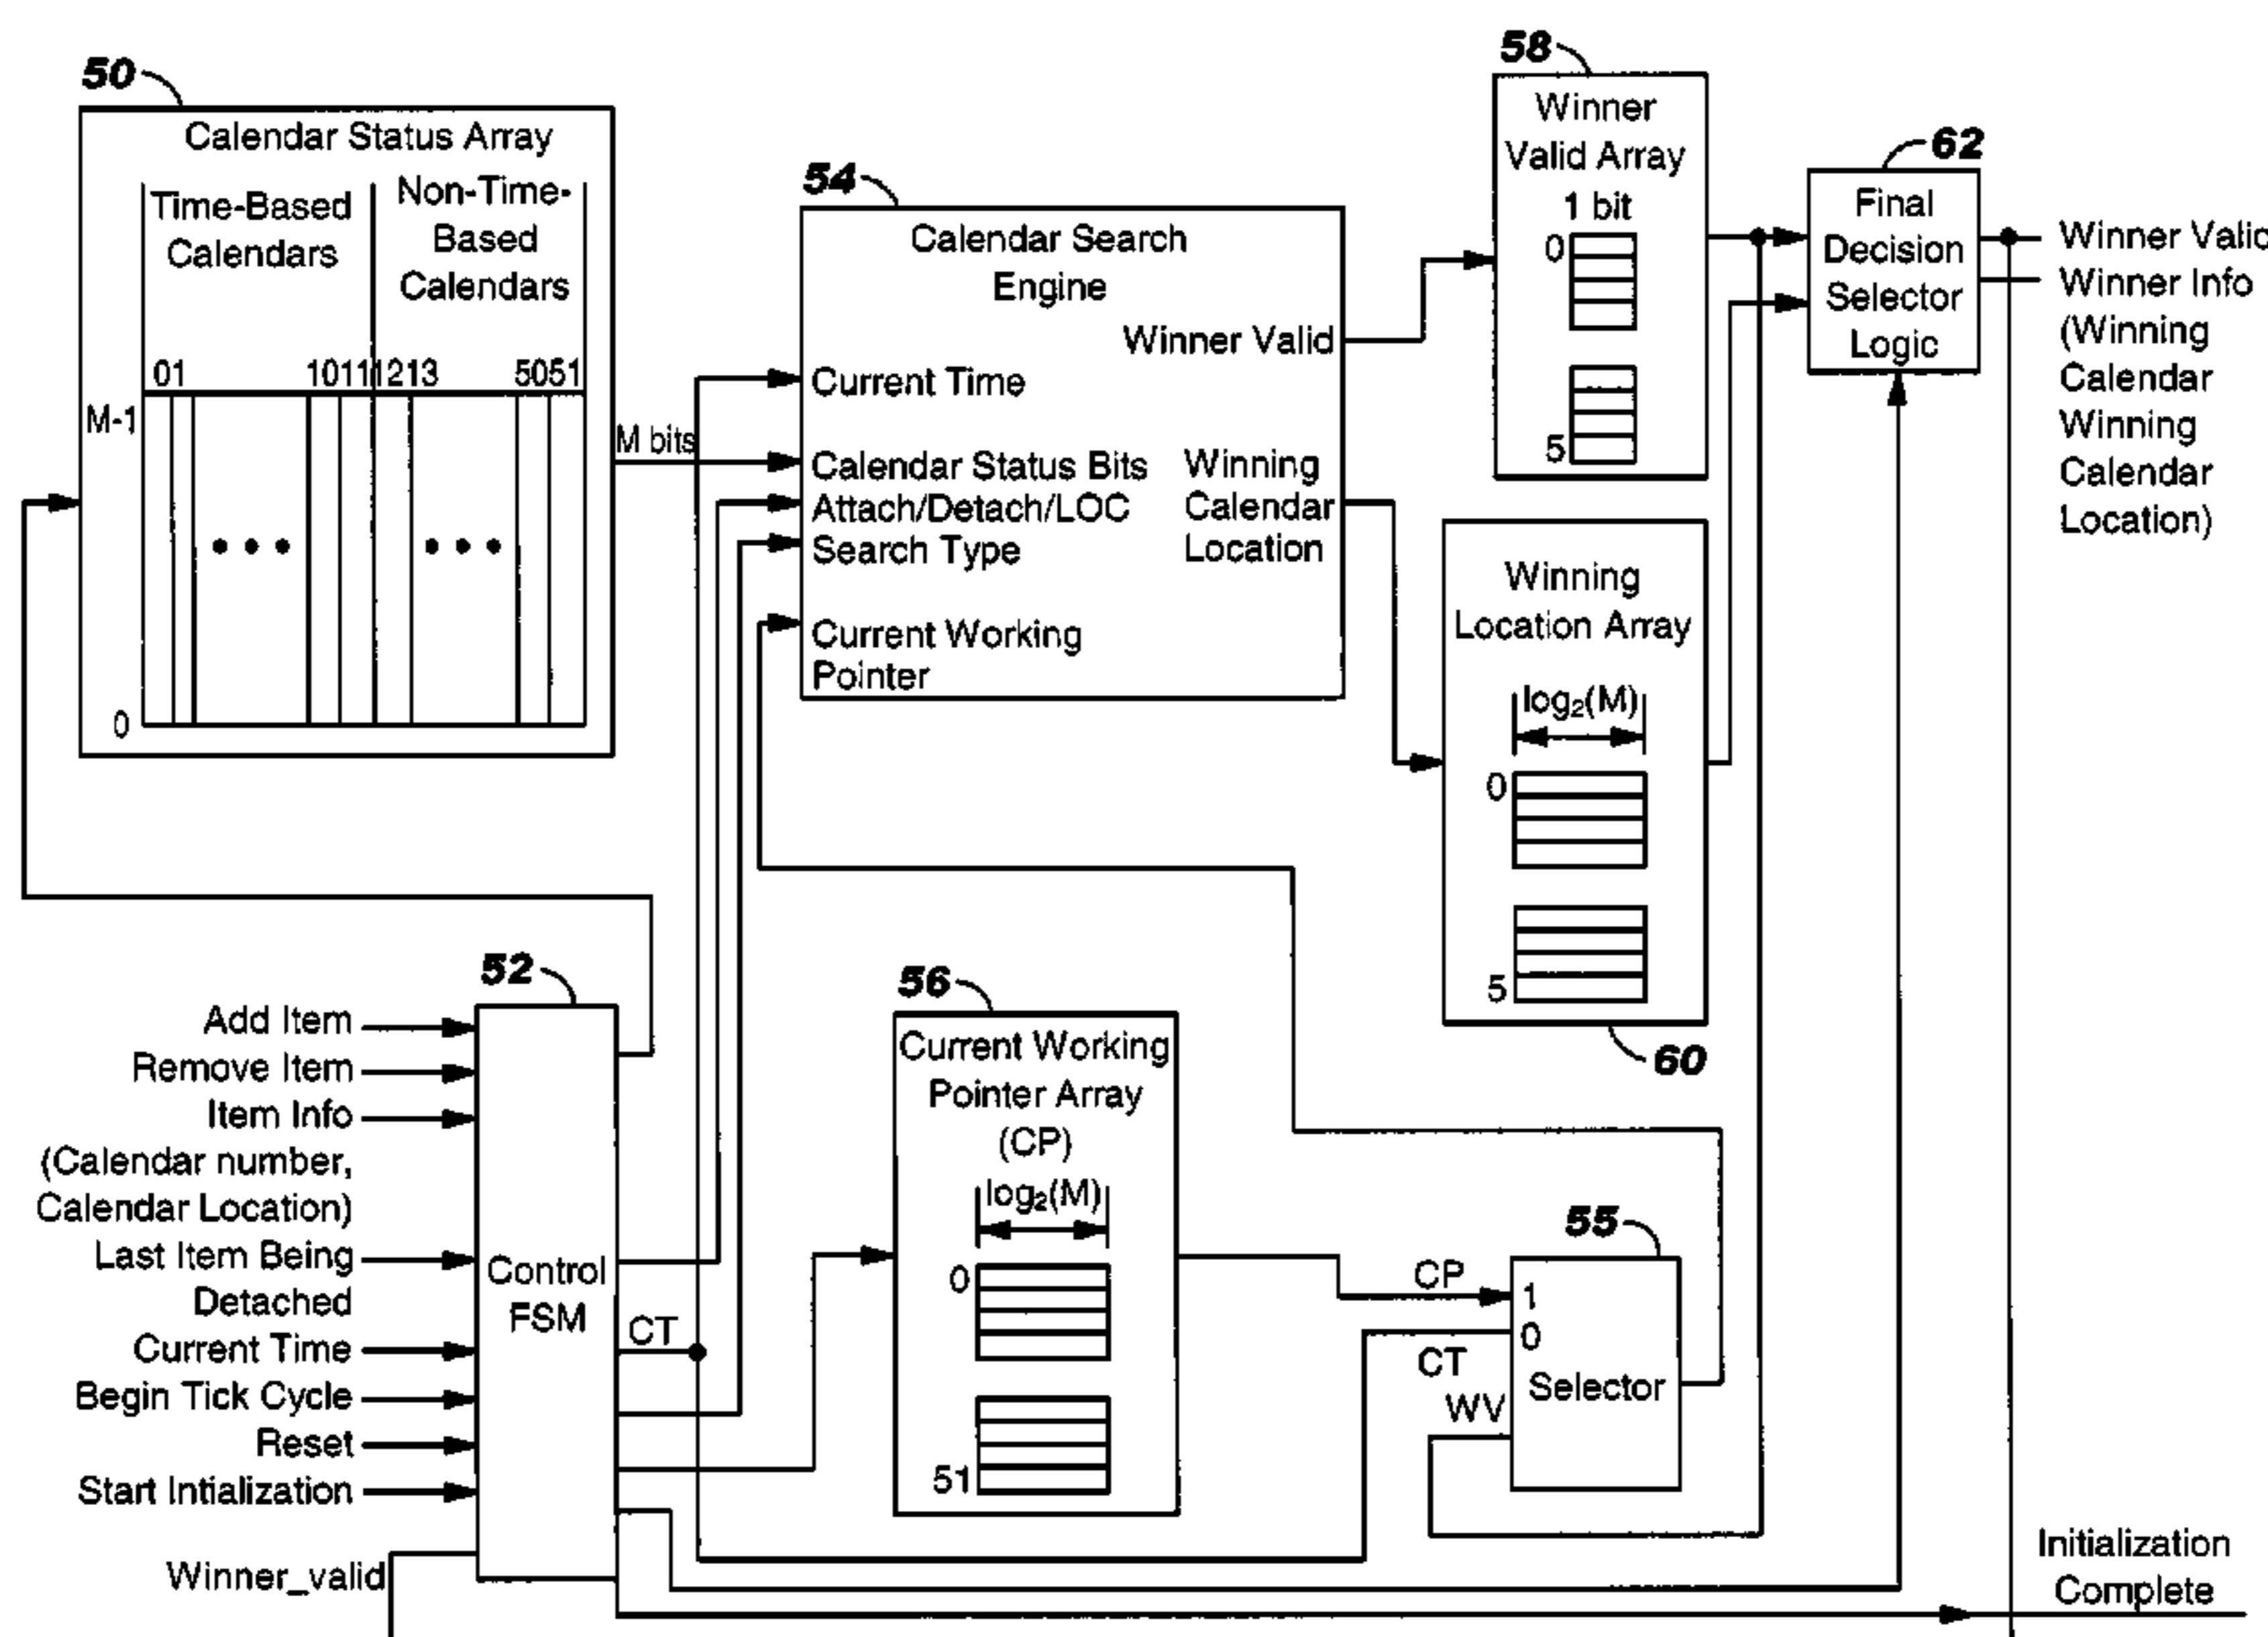 50
Calendar Status Array
Time-Based
Calendars
Non-Time-
Based
Calendars
01
1011
1213
5051
M-1
0
M bits
54
Calendar Search
Engine
Winner Valid
Current Time
Calendar Status Bits
Attach/Detach/LOC
Search Type
Current Working
Pointer
Winning
Calendar
Location
58
Winner
Valid Array
1 bit
0
5
62
Final
Decision
Selector
Logic
Winner Valid
Winner Info
(Winning
Calendar
Winning
Calendar
Location)
Winning
Location Array
log₂(M)
0
5
60
52
Add Item
Remove Item
Item Info
(Calendar number,
Calendar Location)
Last Item Being
Detached
Current Time
Begin Tick Cycle
Reset
Start Intialization
Winner_valid
Control
FSM
CT
56
Current Working
Pointer Array
(CP)
log₂(M)
0
51
55
CP
1
0
CT
WV
Selector
Initialization
Complete